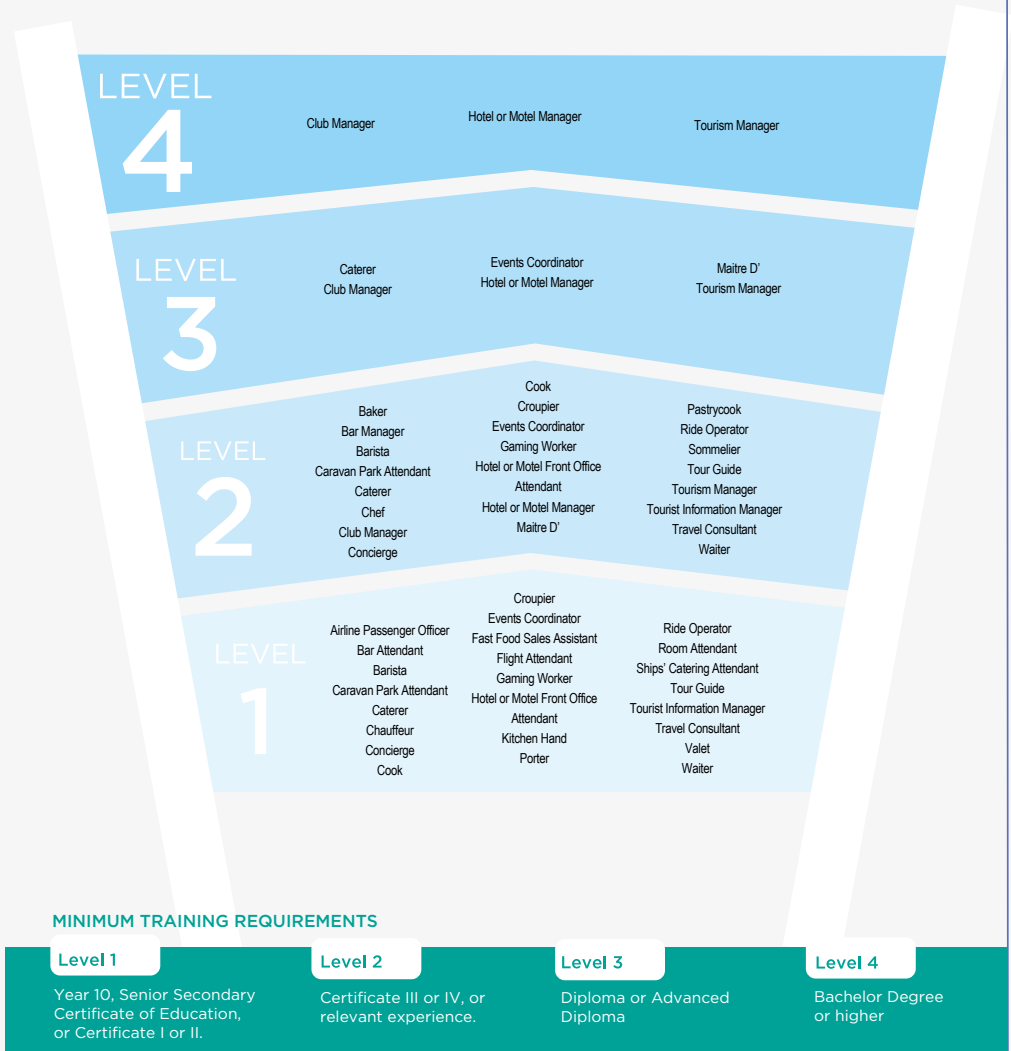 LEVEL
4
Club Manager
Hotel or Motel Manager
Tourism Manager
LEVEL
3
Caterer
Club Manager
Events Coordinator
Hotel or Motel Manager
Maitre D'
Tourism Manager
LEVEL
2
Baker
Bar Manager
Barista
Caravan Park Attendant
Caterer
Chef
Club Manager
Concierge
Cook
Croupier
Events Coordinator
Gaming Worker
Hotel or Motel Front Office
Attendant
Hotel or Motel Manager
Maitre D'
Pastrycook
Ride Operator
Sommelier
Tour Guide
Tourism Manager
Tourist Information Manager
Travel Consultant
Waiter
LEVEL
1
Airline Passenger Officer
Bar Attendant
Barista
Caravan Park Attendant
Caterer
Chauffeur
Concierge
Cook
Croupier
Events Coordinator
Fast Food Sales Assistant
Flight Attendant
Gaming Worker
Hotel or Motel Front Office
Attendant
Kitchen Hand
Porter
Ride Operator
Room Attendant
Ships' Catering Attendant
Tour Guide
Tourist Information Manager
Travel Consultant
Valet
Waiter
MINIMUM TRAINING REQUIREMENTS
Level 1
Year 10, Senior Secondary
Certificate of Education,
or Certificate I or II.
Level 2
Certificate III or IV, or
relevant experience.
Level 3
Diploma or Advanced
Diploma
Level 4
Bachelor Degree
or higher